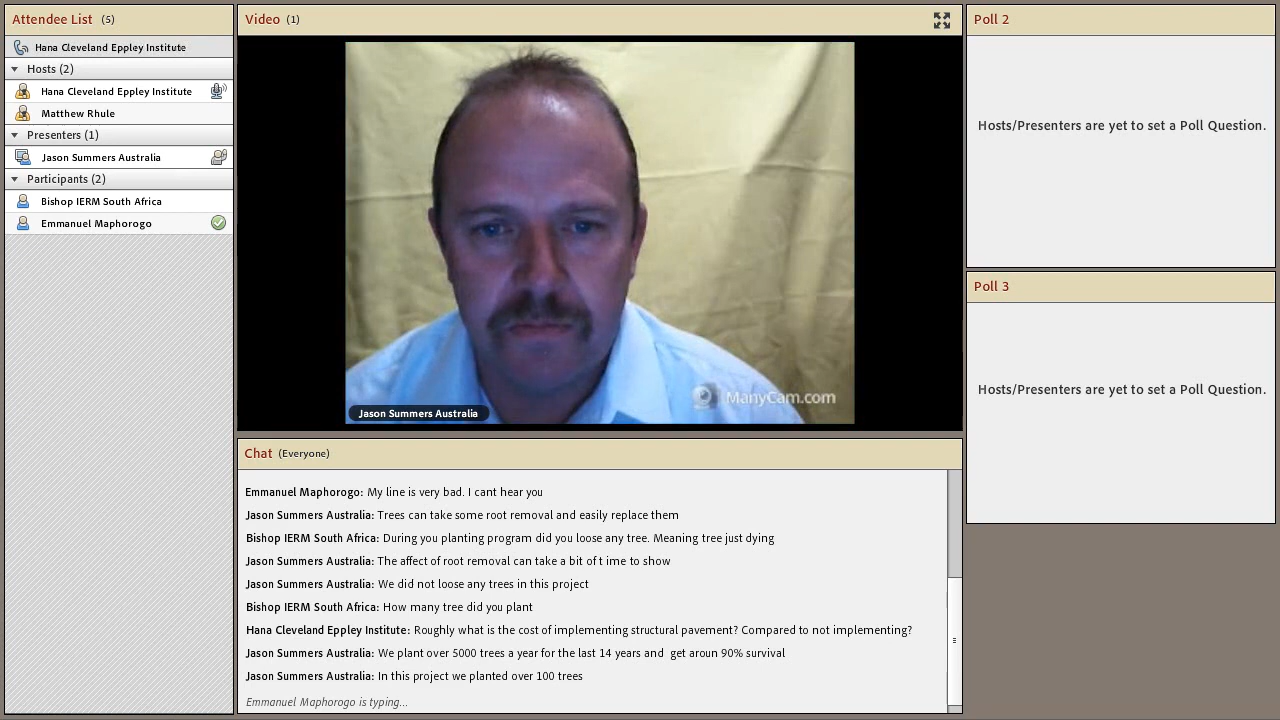 Attendee List (5)
Hana Cleveland Eppley Institute
Hosts (2)
Hana Cleveland Eppley Institute
Matthew Rhule
Presenters (1)
Jason Summers Australia
Participants (2)
Bishop IERM South Africa
Emmanuel Maphorogo
Video (1)
ManyCam.com
Jason Summers Australia
Chat (Everyone)
Emmanuel Maphorogo: My line is very bad. I cant hear you
Jason Summers Australia: Trees can take some root removal and easily replace them
Bishop IERM South Africa: During you planting program did you loose any tree. Meaning tree just dying
Jason Summers Australia: The affect of root removal can take a bit of t ime to show
Jason Summers Australia: We did not loose any trees in this project
Bishop IERM South Africa: How many tree did you plant
Hana Cleveland Eppley Institute: Roughly what is the cost of implementing structural pavement? Compared to not implementing?
Jason Summers Australia: We plant over 5000 trees a year for the last 14 years and  get aroun 90% survival
Jason Summers Australia: In this project we planted over 100 trees
Emmanuel Maphorogo is typing...
Poll 2
Hosts/Presenters are yet to set a Poll Question.
Poll 3
Hosts/Presenters are yet to set a Poll Question.